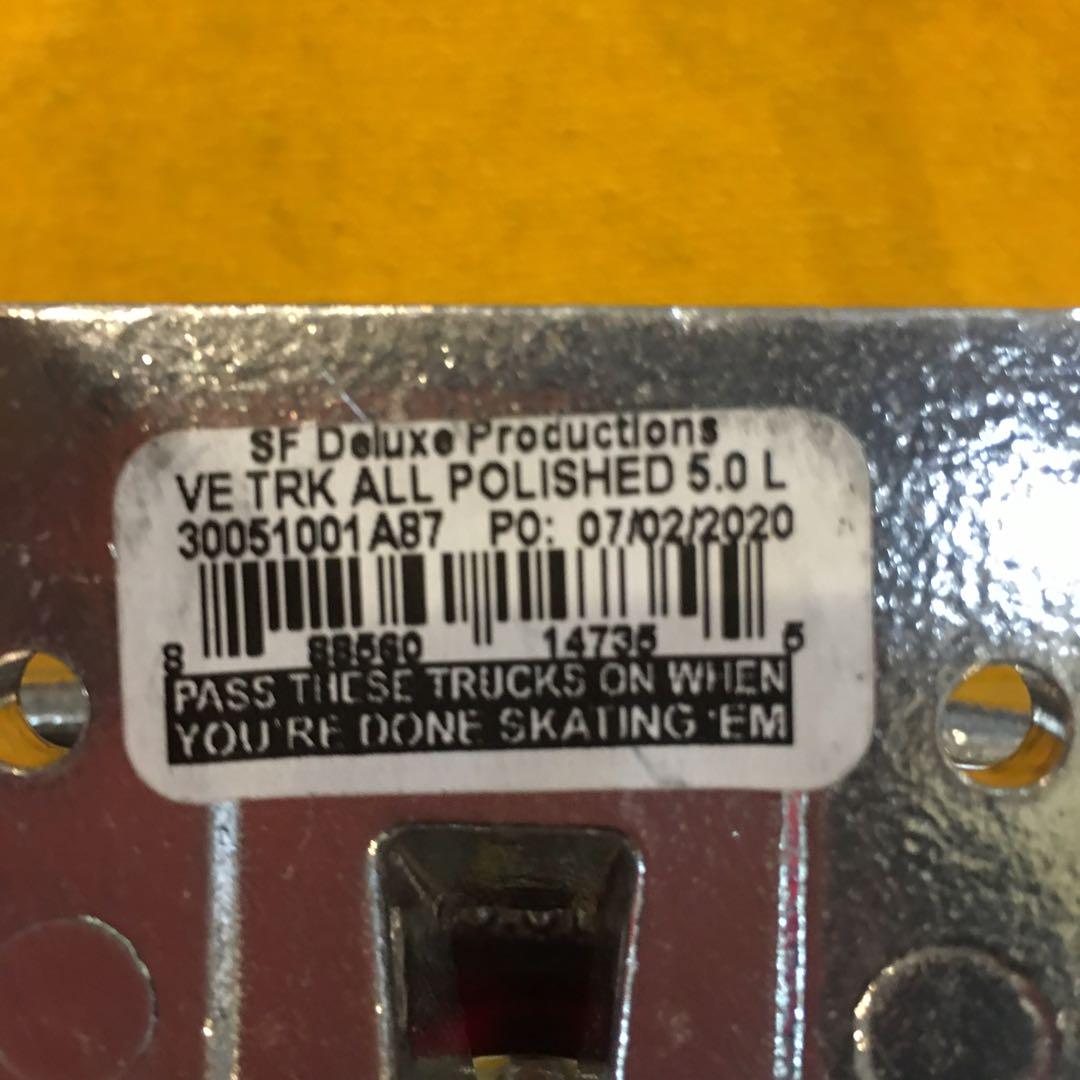 SF Deluxe Productions
VE TRK ALL POLISHED 5.0 L
30051001A87 PO: 07/02/2020
8 88560 14735 5
PASS THESE TRUCKS ON WHEN
YOU'RE DONE SKATING 'EM